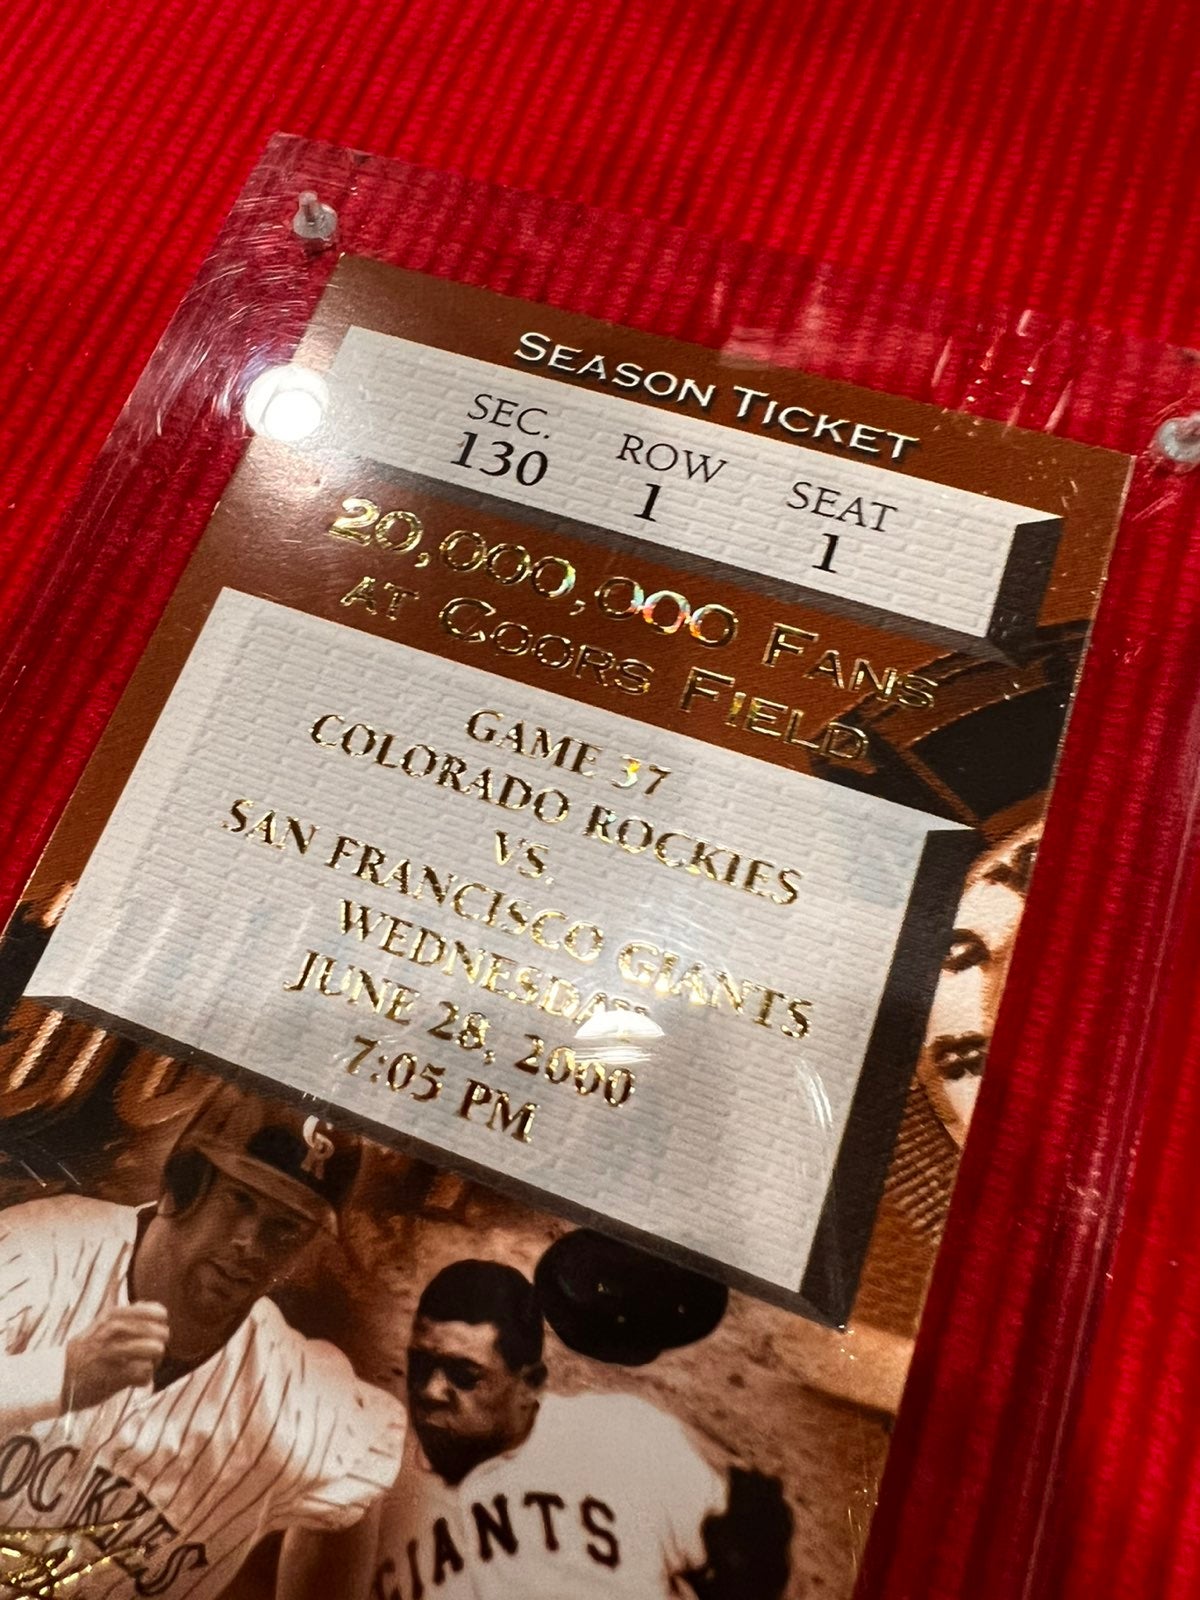 SEASON TICKET
SEC. ROW SEAT
130 1 1
20,000,000 FANS
AT COORS FIELD
GAME 37
COLORADO ROCKIES
VS.
SAN FRANCISCO GIANTS
WEDNESDAY
JUNE 28, 2000
7:05 PM
CR
OCKIES
GIANTS